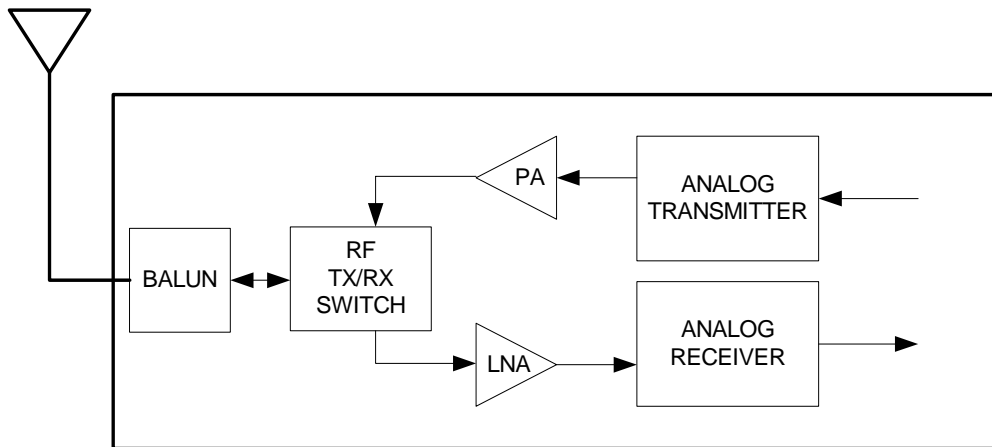 PA
ANALOG
TRANSMITTER
BALUN
RF
TX/RX
SWITCH
LNA
ANALOG
RECEIVER